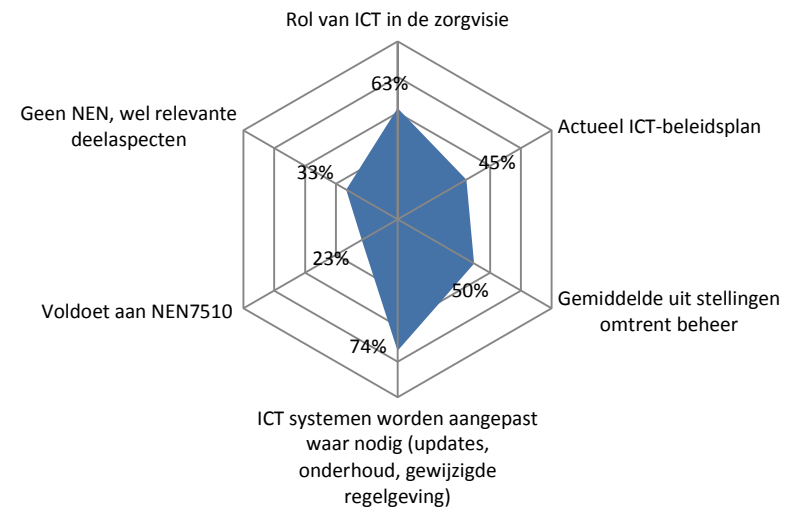 Rol van ICT in de zorgvisie
63%
Geen NEN, wel relevante
deelaspecten
Actueel ICT-beleidsplan
45%
33%
23%
50%
Voldoet aan NEN7510
Gemiddelde uit stellingen
omtrent beheer
74%
ICT systemen worden aangepast
waar nodig (updates,
onderhoud, gewijzigde
regelgeving)